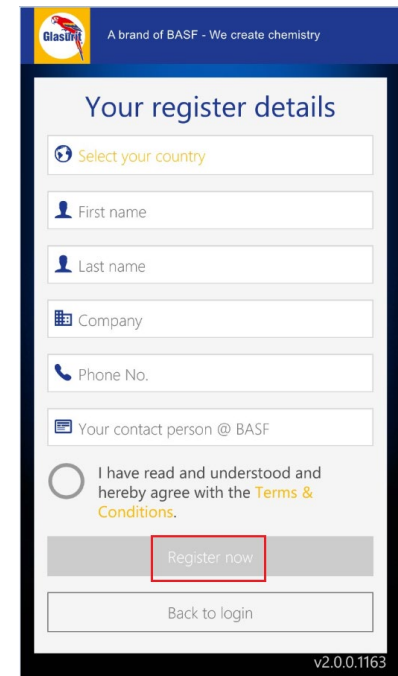 Glasurit
A brand of BASF - We create chemistry
Your register details
Select your country
First name
Last name
Company
Phone No.
Your contact person @ BASF
I have read and understood and
hereby agree with the Terms &
Conditions.
Register now
Back to login
v2.0.0.1163